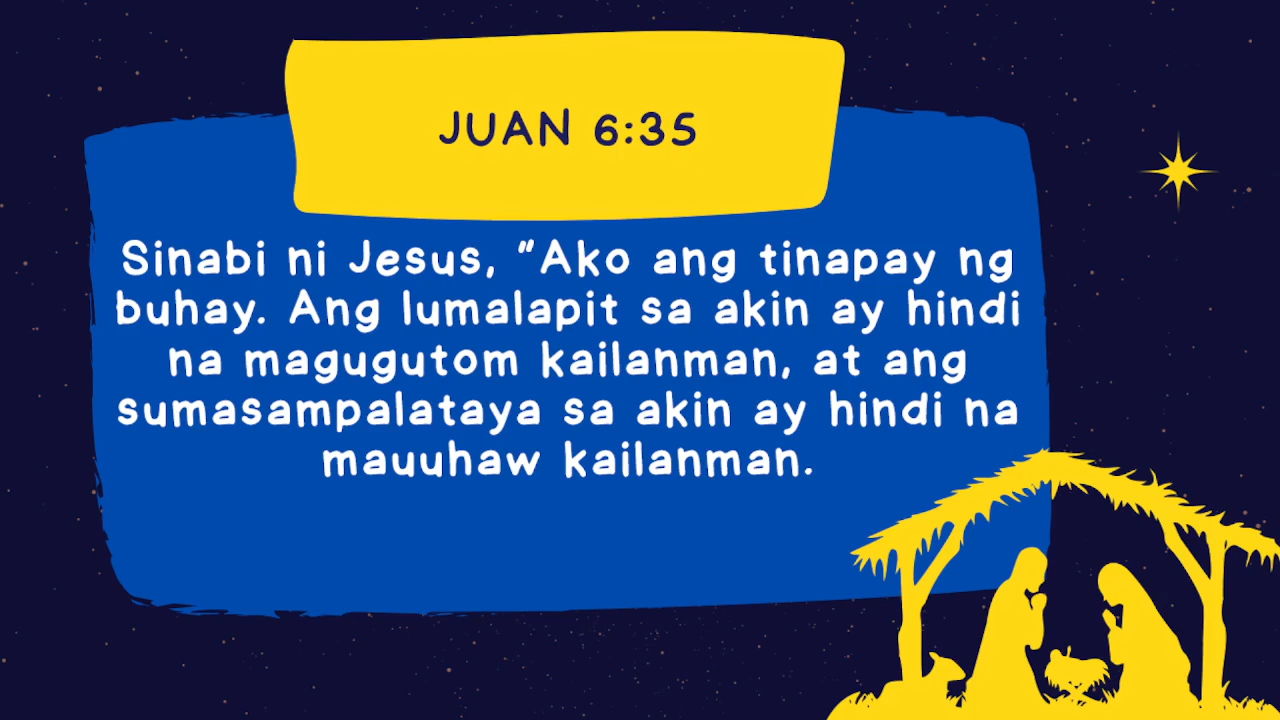 JUAN 6:35
Sinabi ni Jesus, "Ako ang tinapay ng
buhay. Ang lumalapit sa akin ay hindi
na magugutom kailanman, at ang
sumasampalataya sa akin ay hindi na
mauuhaw kailanman.